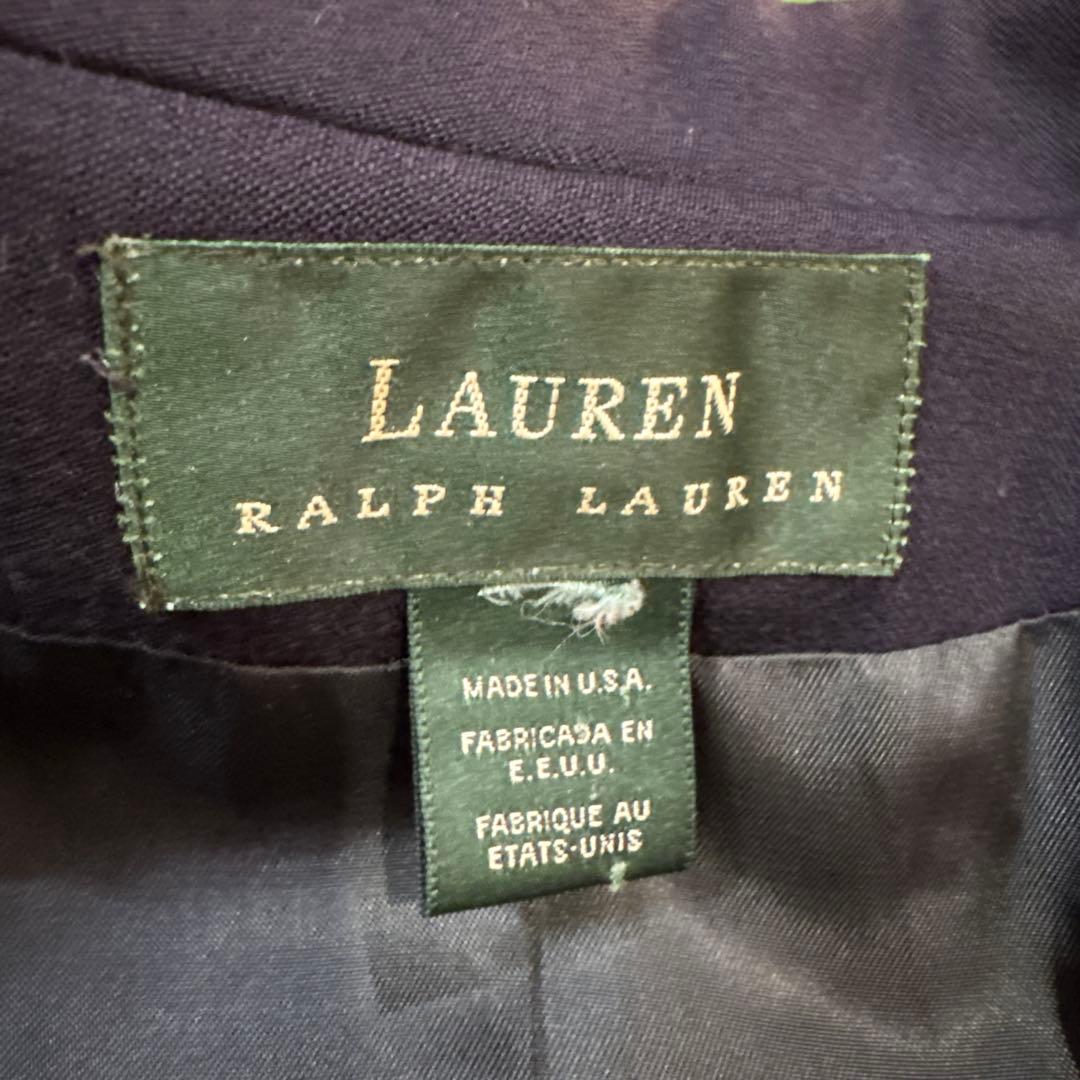 LAUREN
RALPH LAUREN
MADE IN U.S.A.
FABRICADA EN
E.E.U.U.
FABRIQUE AU
ETATS-UNIS